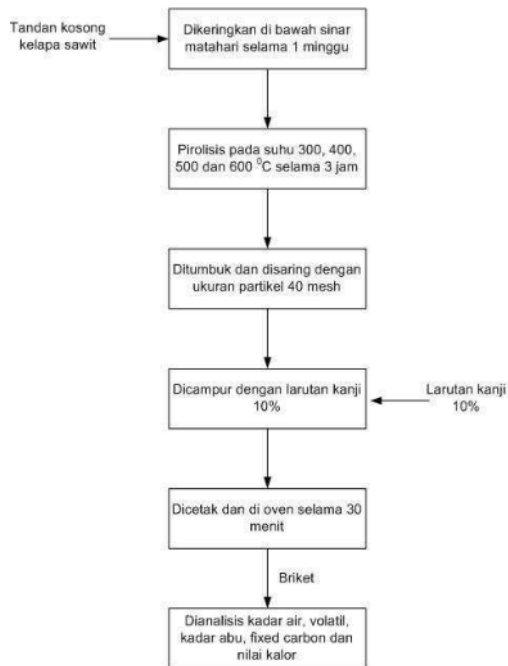 Tandan kosong
kelapa sawit
Dikeringkan di bawah sinar
matahari selama 1 minggu
Pirolisis pada suhu 300, 400,
500 dan 600 ⁰C selama 3 jam
Ditumbuk dan disaring dengan
ukuran partikel 40 mesh
Dicampur dengan larutan kanji
10%
Larutan kanji
10%
Dicetak dan di oven selama 30
menit
Briket
Dianalisis kadar air, volatil,
kadar abu, fixed carbon dan
nilai kalor